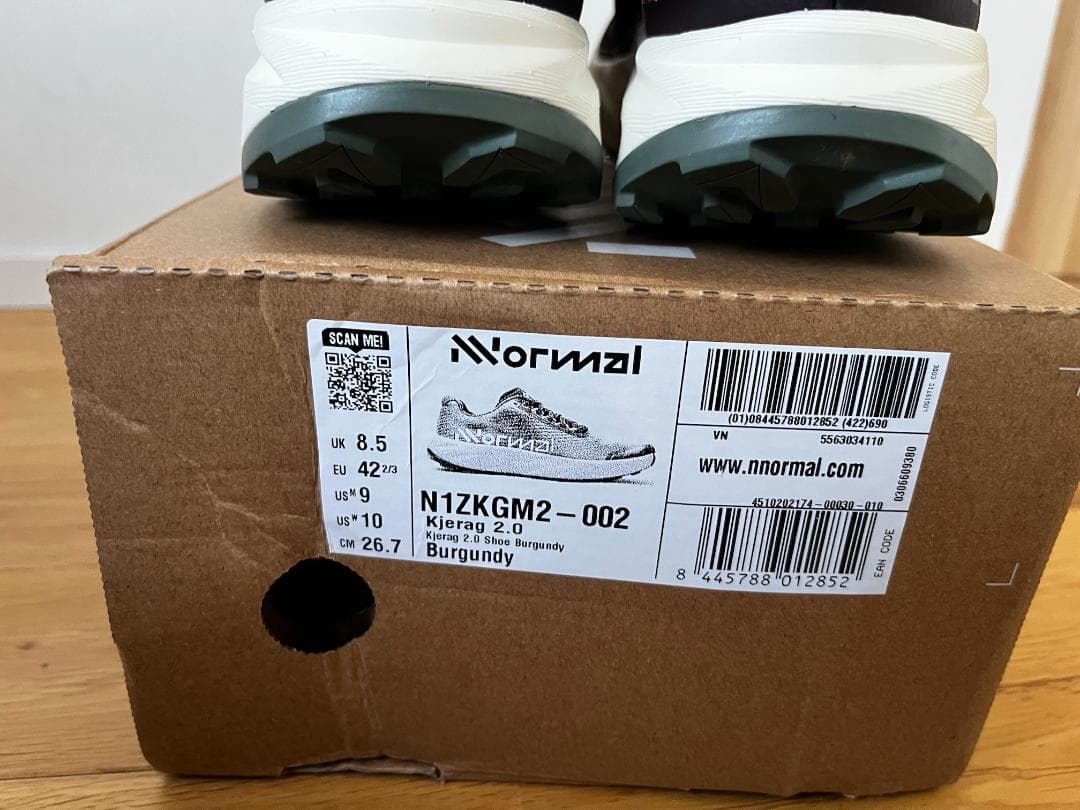 SCAN ME!
UK 8.5
EU 42 2/3
US M 9
US W 10
CM 26.7
NNormal
NNormal
N1ZKGM2-002
Kjerag 2.0
Kjerag 2.0 Shoe Burgundy
Burgundy
(01)08445788012852 (422)690
LOGISTIC CODE
VN 5563034110
www.nnormal.com
0306609380
4510202174-00030-010
8 445788 012852
EAN CODE